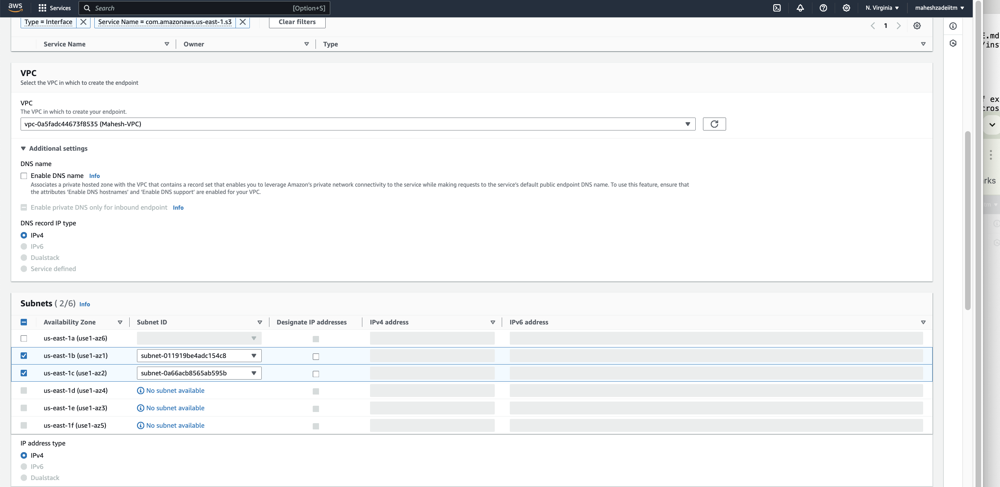 aws
Services
Search
[Option+S]
N. Virginia
maheshzadeiitm
Type = Interface
Service Name = com.amazonaws.us-east-1.s3
Clear filters
1
Service Name
Owner
Type
VPC
Select the VPC in which to create the endpoint
VPC
The VPC in which to create your endpoint.
vpc-0a5fadc44673f8535 (Mahesh-VPC)
Additional settings
DNS name
Enable DNS name Info
Associates a private hosted zone with the VPC that contains a record set that enables you to leverage Amazon's private network connectivity to the service while making requests to the service's default public endpoint DNS name. To use this feature, ensure that
the attributes 'Enable DNS hostnames' and 'Enable DNS support' are enabled for your VPC.
Enable private DNS only for inbound endpoint Info
DNS record IP type
IPv4
IPv6
Dualstack
Service defined
Subnets ( 2/6) Info
Availability Zone
Subnet ID
Designate IP addresses
IPv4 address
IPv6 address
us-east-1a (use1-az6)
us-east-1b (use1-az1) subnet-011919be4adc154c8
us-east-1c (use1-az2) subnet-0a66acb8565ab595b
us-east-1d (use1-az4) No subnet available
us-east-1e (use1-az3) No subnet available
us-east-1f (use1-az5) No subnet available
IP address type
IPv4
IPv6
Dualstack